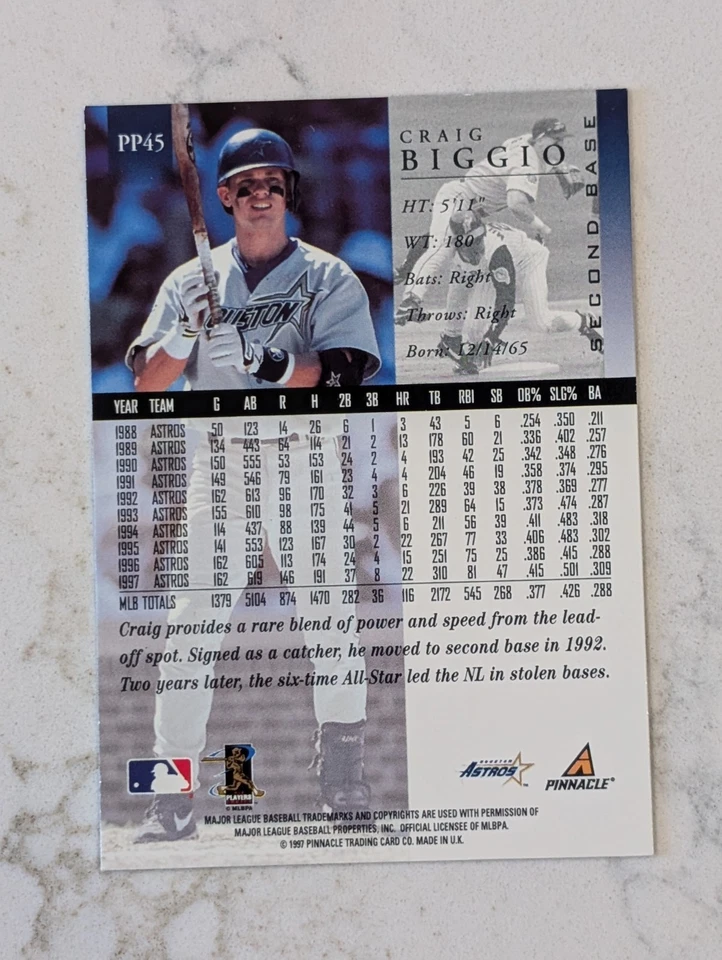 PP45
CRAIG
BIGGIO
HT: 5'11"
WT: 180
Bats: Right
Throws: Right
Born: 12/14/65
SECOND BASE
HOUSTON
YEAR TEAM G AB R H 2B 3B HR TB RBI SB OB% SLG% BA
1988 ASTROS 50 123 14 26 6 1 3 43 5 6 .254 .350 .211
1989 ASTROS 134 443 64 114 21 2 13 178 60 21 .336 .402 .257
1990 ASTROS 150 555 53 153 24 2 4 193 42 25 .342 .348 .276
1991 ASTROS 149 546 79 161 23 4 4 204 46 19 .358 .374 .295
1992 ASTROS 162 613 96 170 32 3 6 226 39 38 .378 .369 .277
1993 ASTROS 155 610 98 175 41 5 21 289 64 15 .373 .474 .287
1994 ASTROS 114 437 88 139 44 5 6 211 56 39 .411 .483 .318
1995 ASTROS 141 553 123 167 30 2 22 267 77 33 .406 .483 .302
1996 ASTROS 162 605 113 174 24 4 15 251 75 25 .386 .415 .288
1997 ASTROS 162 619 146 191 37 8 22 310 81 47 .415 .501 .309
MLB TOTALS 1379 5104 874 1470 282 36 116 2172 545 268 .377 .426 .288
Craig provides a rare blend of power and speed from the lead-
off spot. Signed as a catcher, he moved to second base in 1992.
Two years later, the six-time All-Star led the NL in stolen bases.
PLAYERS
© MLBPA
HOUSTON
ASTROS
PINNACLE
MAJOR LEAGUE BASEBALL TRADEMARKS AND COPYRIGHTS ARE USED WITH PERMISSION OF
MAJOR LEAGUE BASEBALL PROPERTIES, INC. OFFICIAL LICENSEE OF MLBPA.
© 1997 PINNACLE TRADING CARD CO. MADE IN U.K.